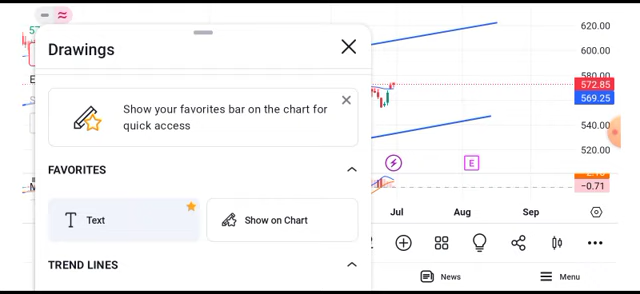 Drawings
Show your favorites bar on the chart for
quick access
FAVORITES
Text
Show on Chart
TREND LINES
620.00
600.00
580.00
572.85
569.25
540.00
520.00
E
−0.71
Jul
Aug
Sep
News
Menu